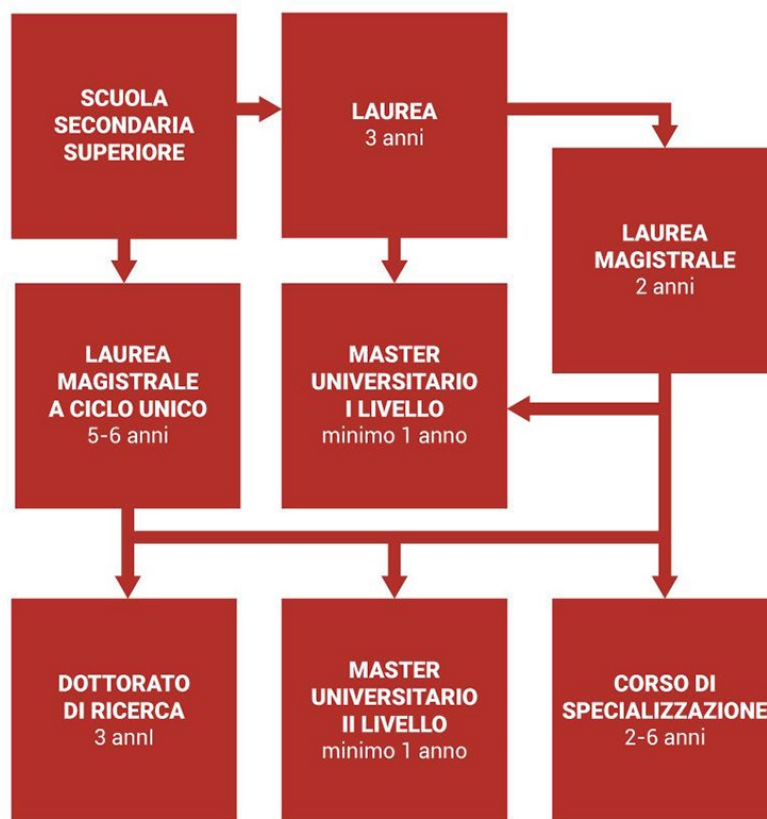 SCUOLA
SECONDARIA
SUPERIORE
LAUREA
3 anni
LAUREA
MAGISTRALE
2 anni
LAUREA
MAGISTRALE
A CICLO UNICO
5-6 anni
MASTER
UNIVERSITARIO
I LIVELLO
minimo 1 anno
DOTTORATO
DI RICERCA
3 annl
MASTER
UNIVERSITARIO
II LIVELLO
minimo 1 anno
CORSO DI
SPECIALIZZAZIONE
2-6 anni